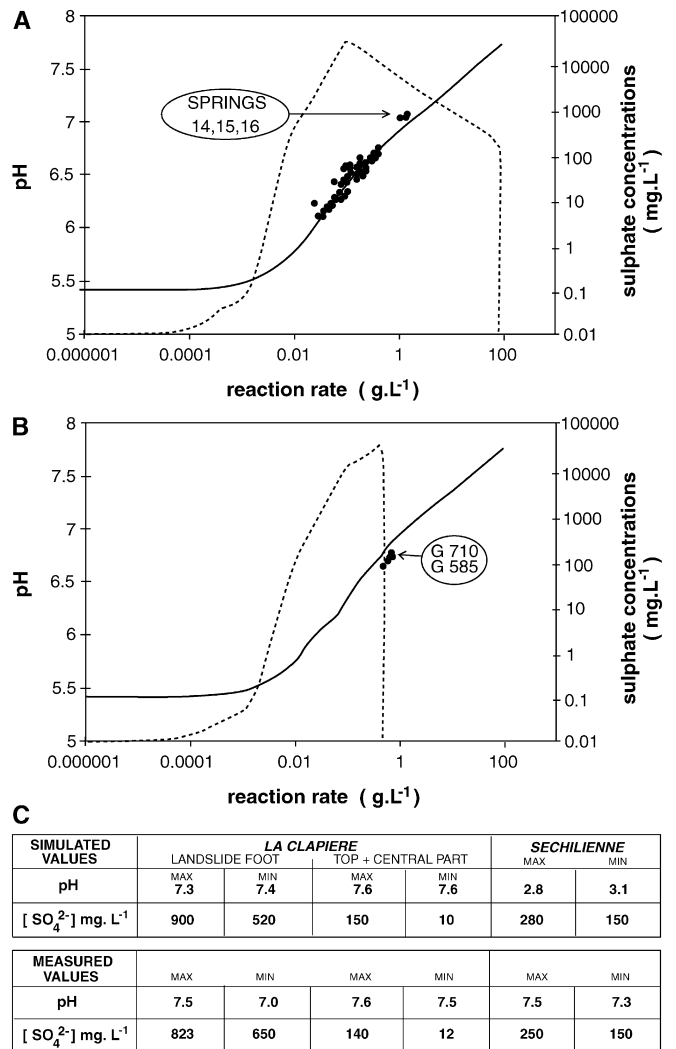 A
8
7.5
7
6.5
6
5.5
5
pH
SPRINGS
14,15,16
100000
10000
1000
100
10
1
0.1
0.01
sulphate concentrations
( mg.L-1)
0.000001 0.0001 0.01 1 100
reaction rate ( g.L-1)
B
8
7.5
7
6.5
6
5.5
5
pH
G 710
G 585
100000
10000
1000
100
10
1
0.1
0.01
sulphate concentrations
( mg.L-1)
0.000001 0.0001 0.01 1 100
reaction rate ( g.L-1)
C
SIMULATED VALUES LA CLAPIERE SECHILIENNE
LANDSLIDE FOOT TOP + CENTRAL PART MAX MIN
MAX MIN MAX MIN
pH 7.3 7.4 7.6 7.6 2.8 3.1
[ SO4 2-] mg. L-1 900 520 150 10 280 150
MEASURED VALUES MAX MIN MAX MIN MAX MIN
pH 7.5 7.0 7.6 7.5 7.5 7.3
[ SO4 2-] mg. L-1 823 650 140 12 250 150